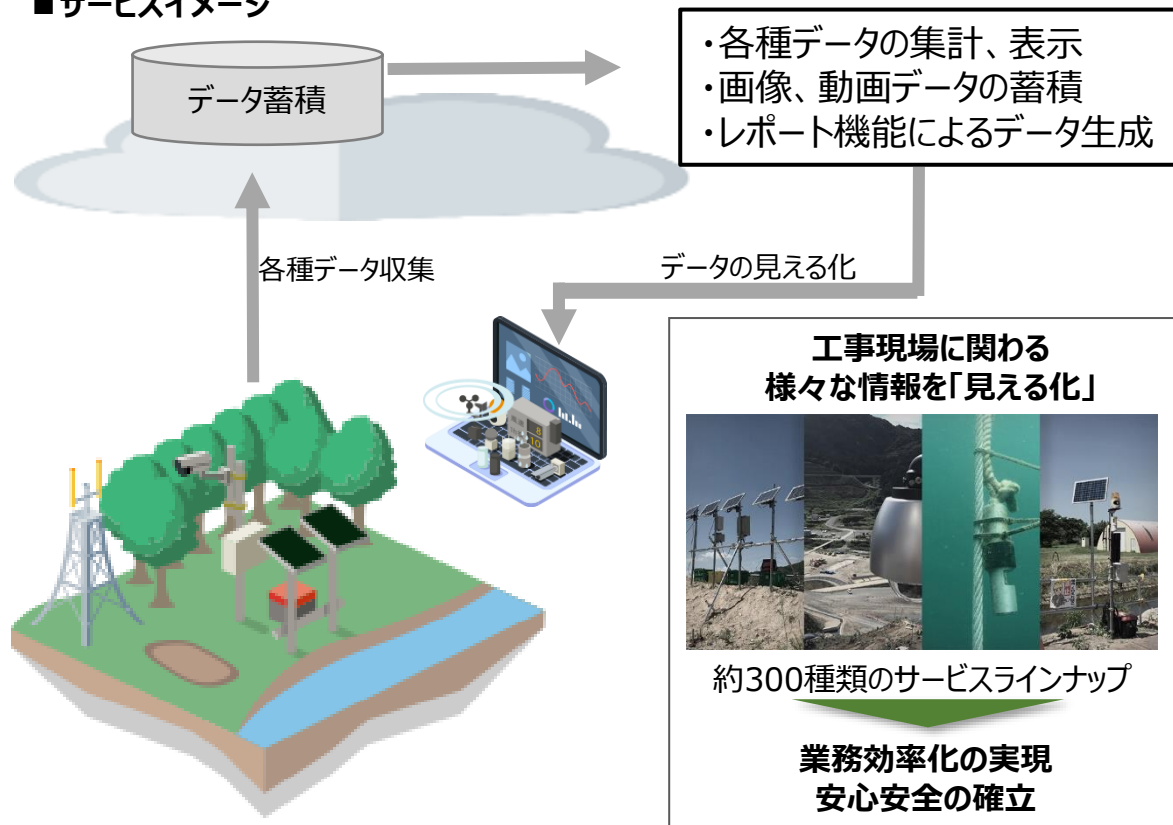 ■サービスイメージ
データ蓄積
・各種データの集計、表示
・画像、動画データの蓄積
・レポート機能によるデータ生成
各種データ収集
データの見える化
8
10
工事現場に関わる
様々な情報を「見える化」
約300種類のサービスラインナップ
業務効率化の実現
安心安全の確立